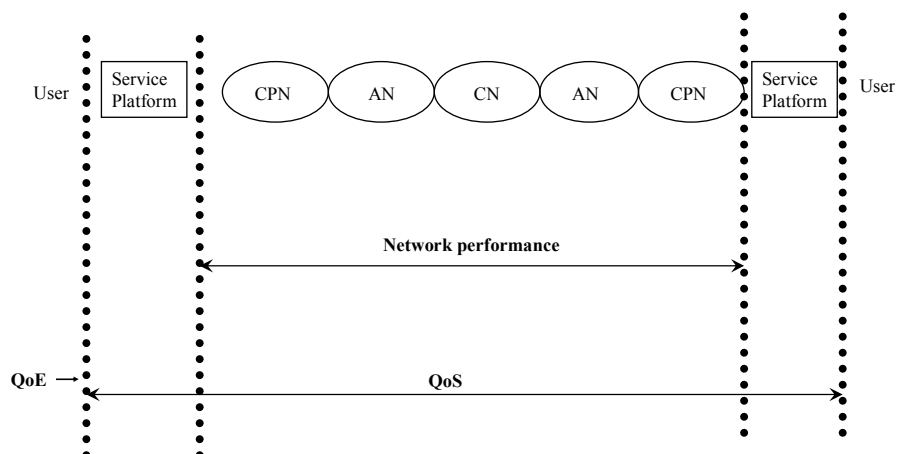 User
Service
Platform
CPN
AN
CN
AN
CPN
Service
Platform
User
Network performance
QoE
QoS